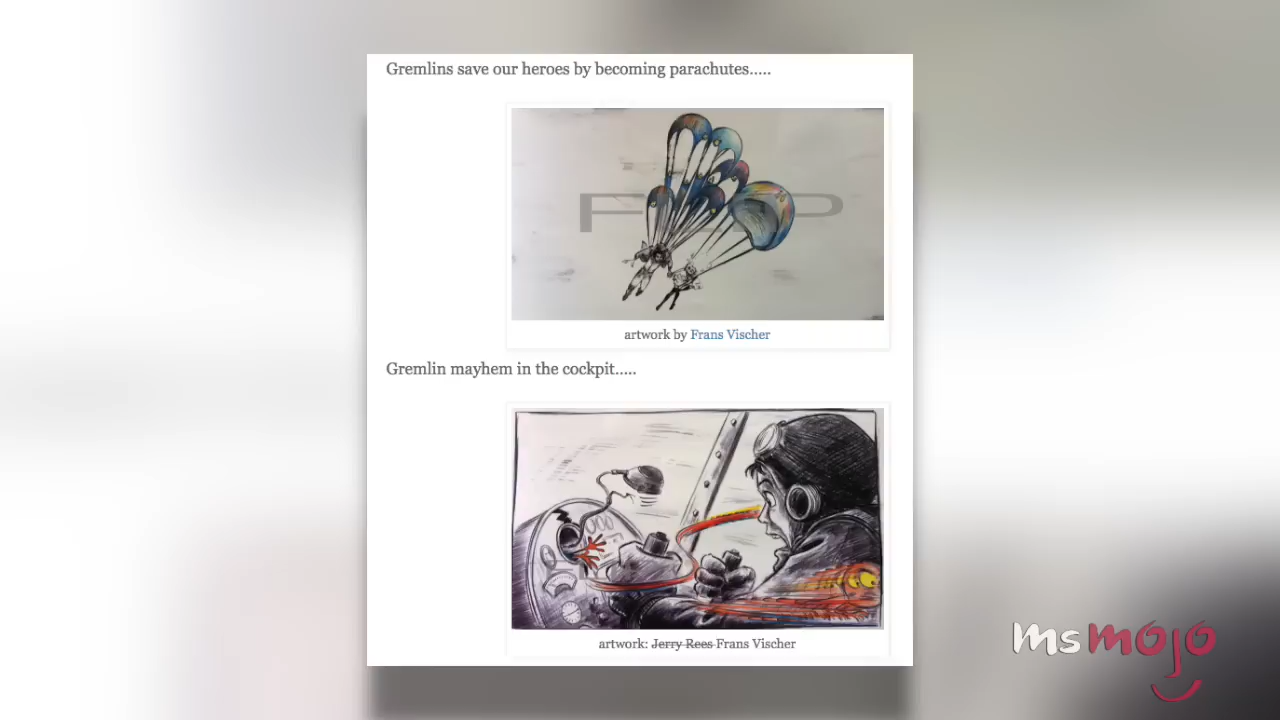 Gremlins save our heroes by becoming parachutes.....
artwork by Frans Vischer
Gremlin mayhem in the cockpit.....
artwork: Jerry Rees Frans Vischer
msmojo